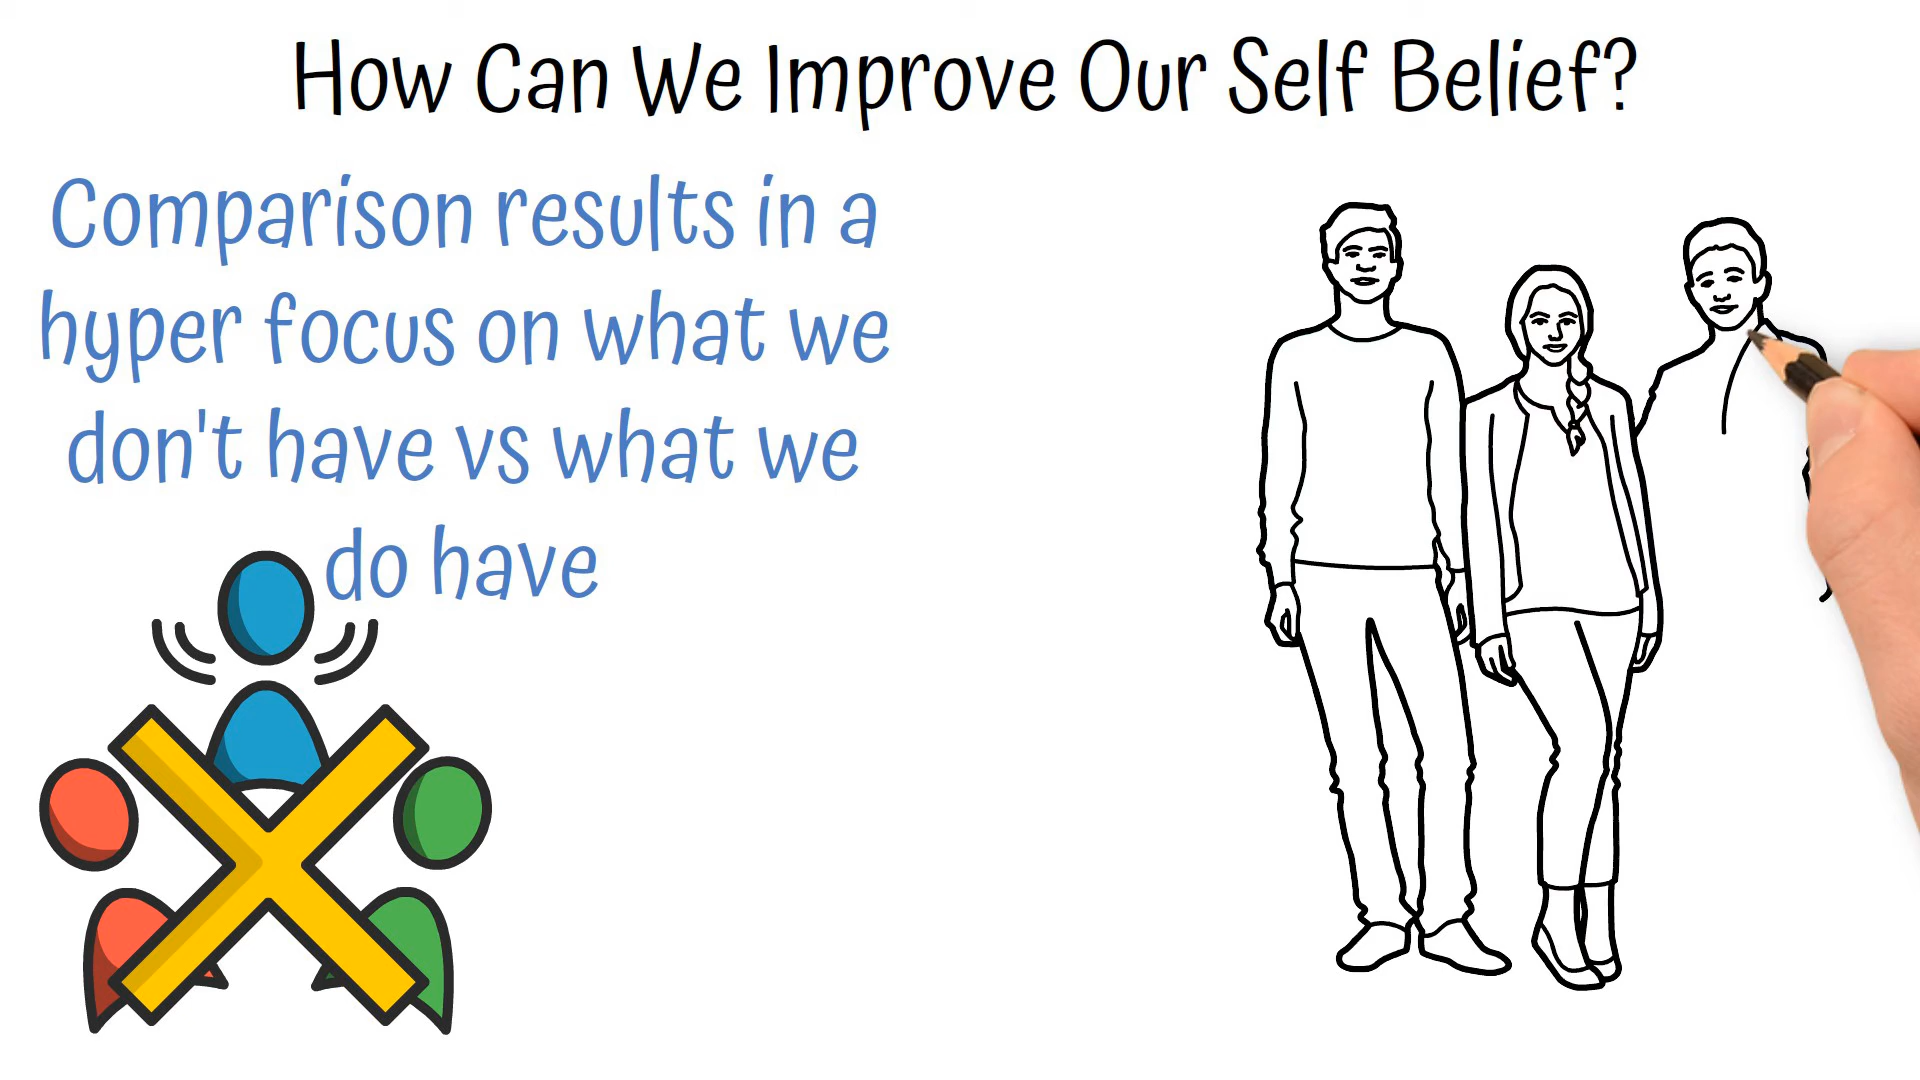 How Can We Improve Our Self Belief?
Comparison results in a
hyper focus on what we
don't have vs what we
do have